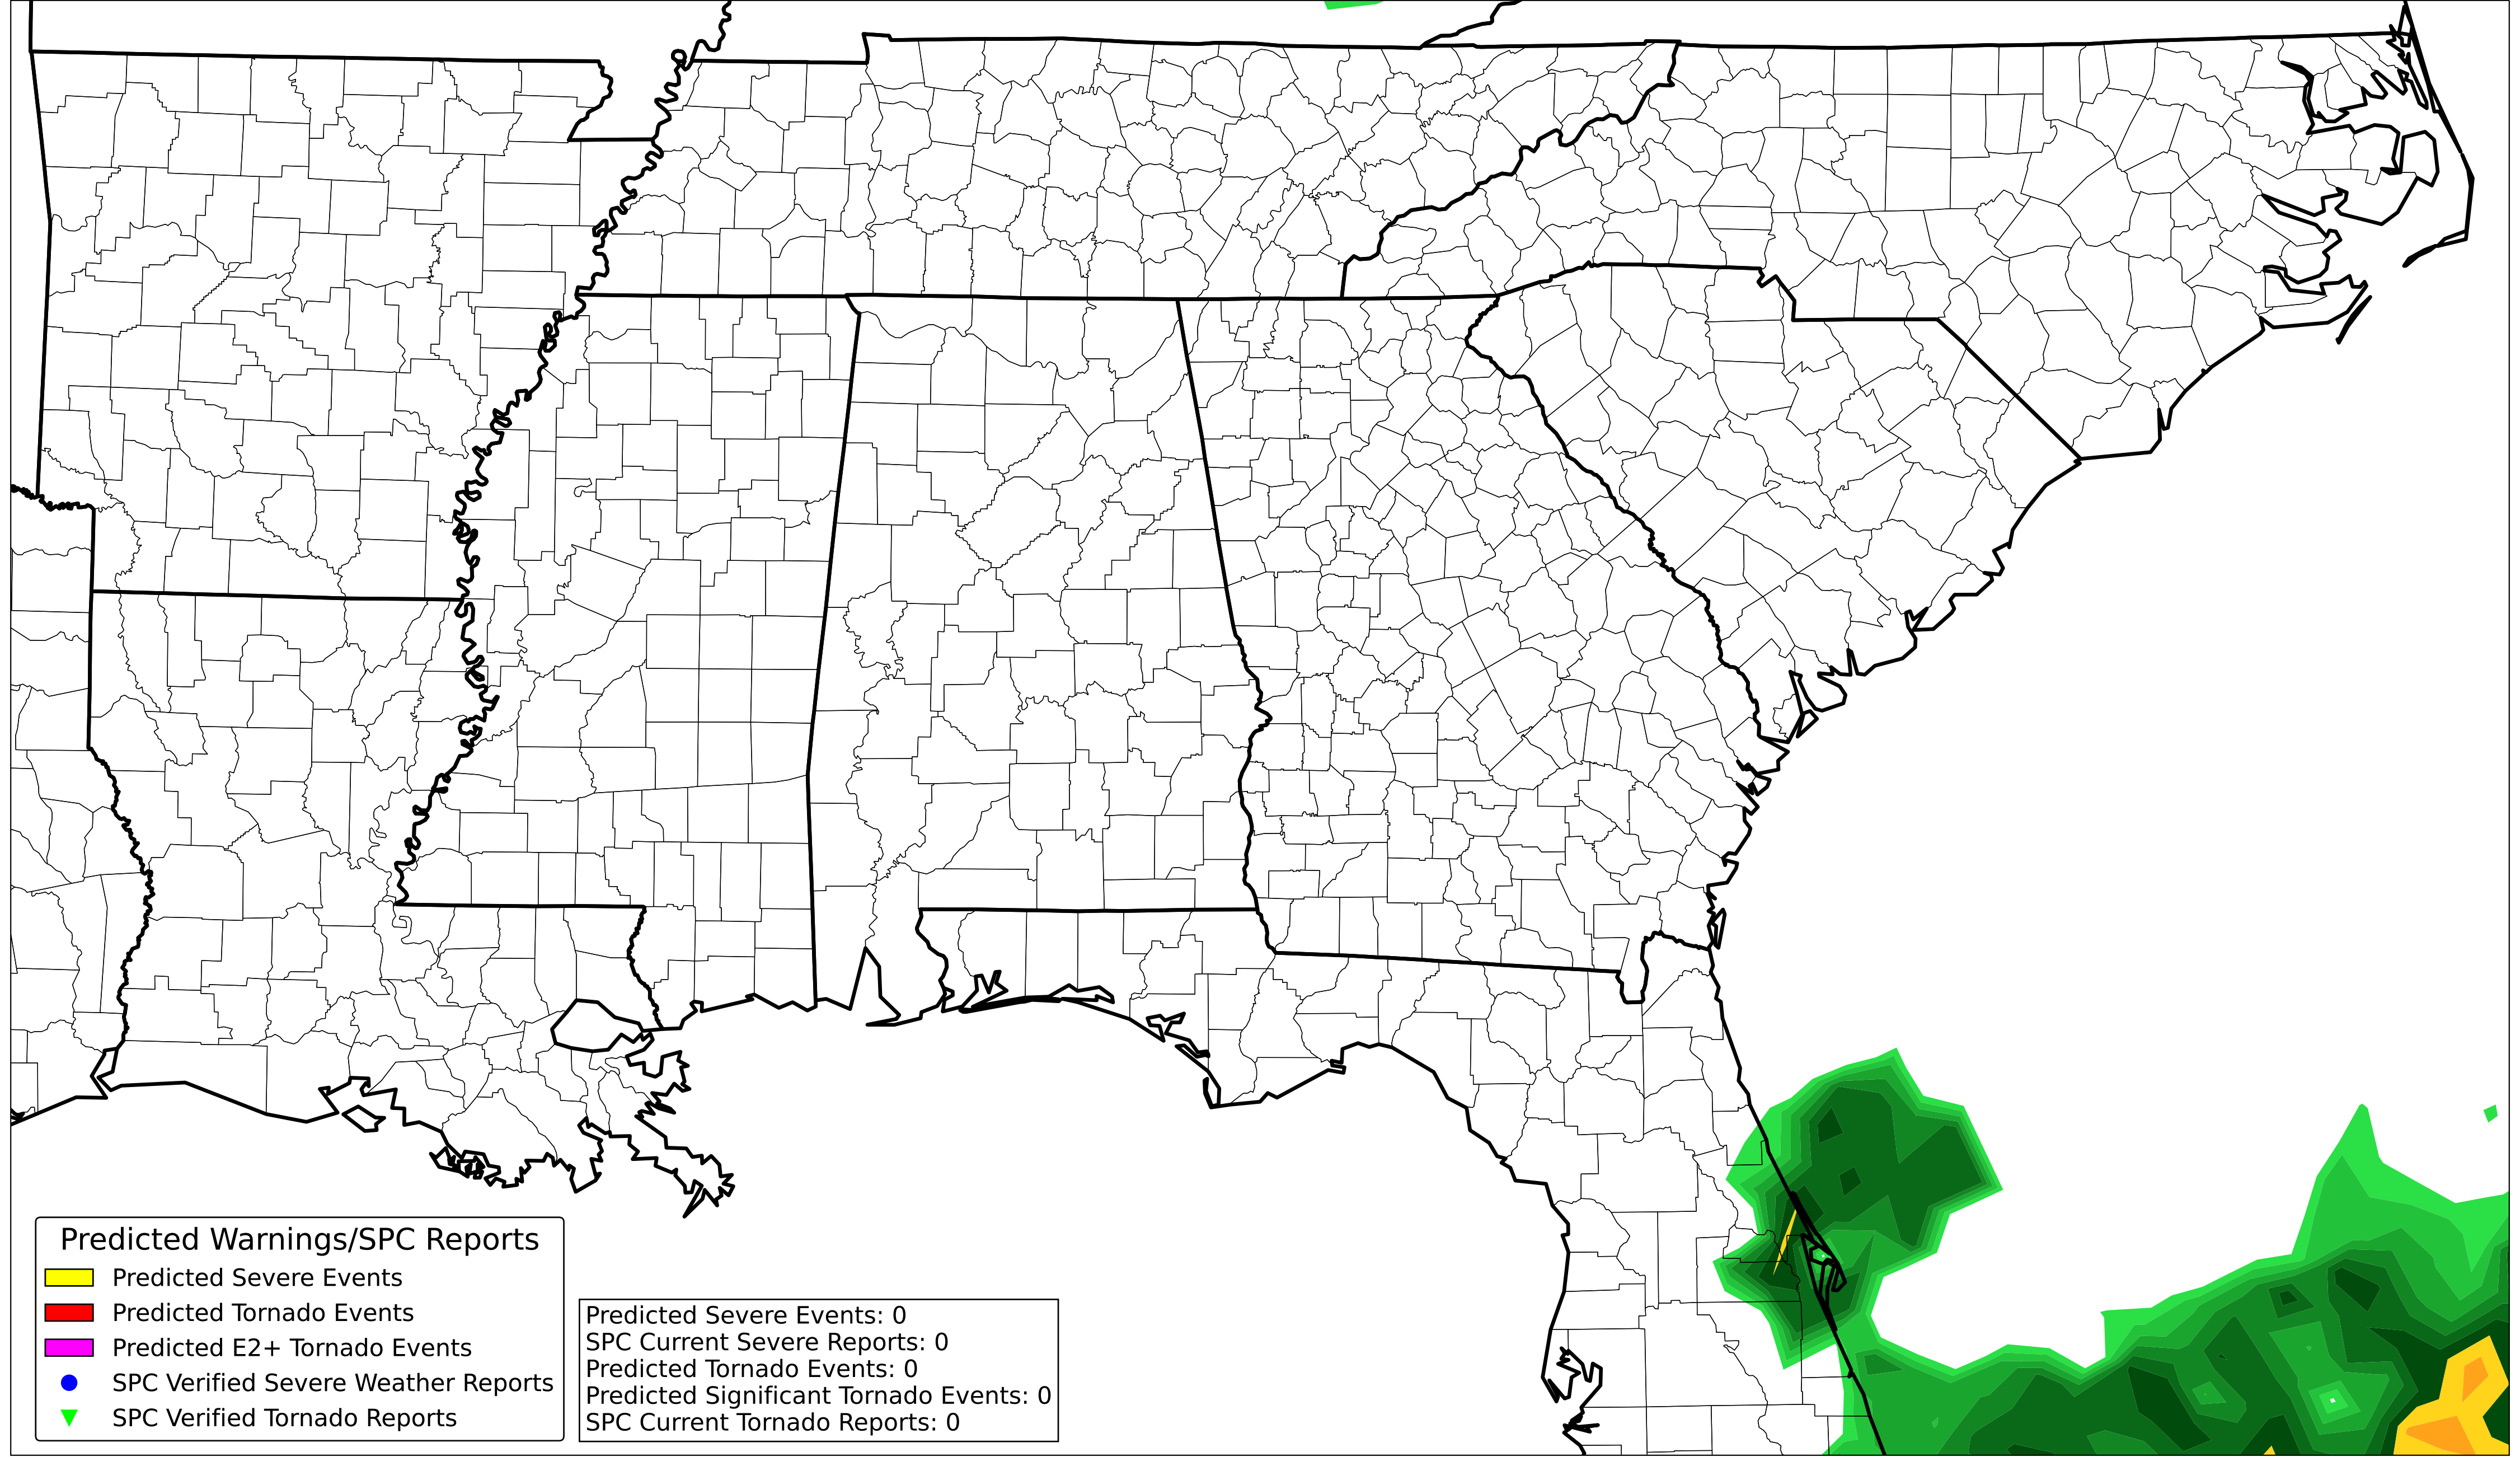 Predicted Warnings/SPC Reports
Predicted Severe Events
Predicted Tornado Events
Predicted E2+ Tornado Events
SPC Verified Severe Weather Reports
SPC Verified Tornado Reports
Predicted Severe Events: 0
SPC Current Severe Reports: 0
Predicted Tornado Events: 0
Predicted Significant Tornado Events: 0
SPC Current Tornado Reports: 0